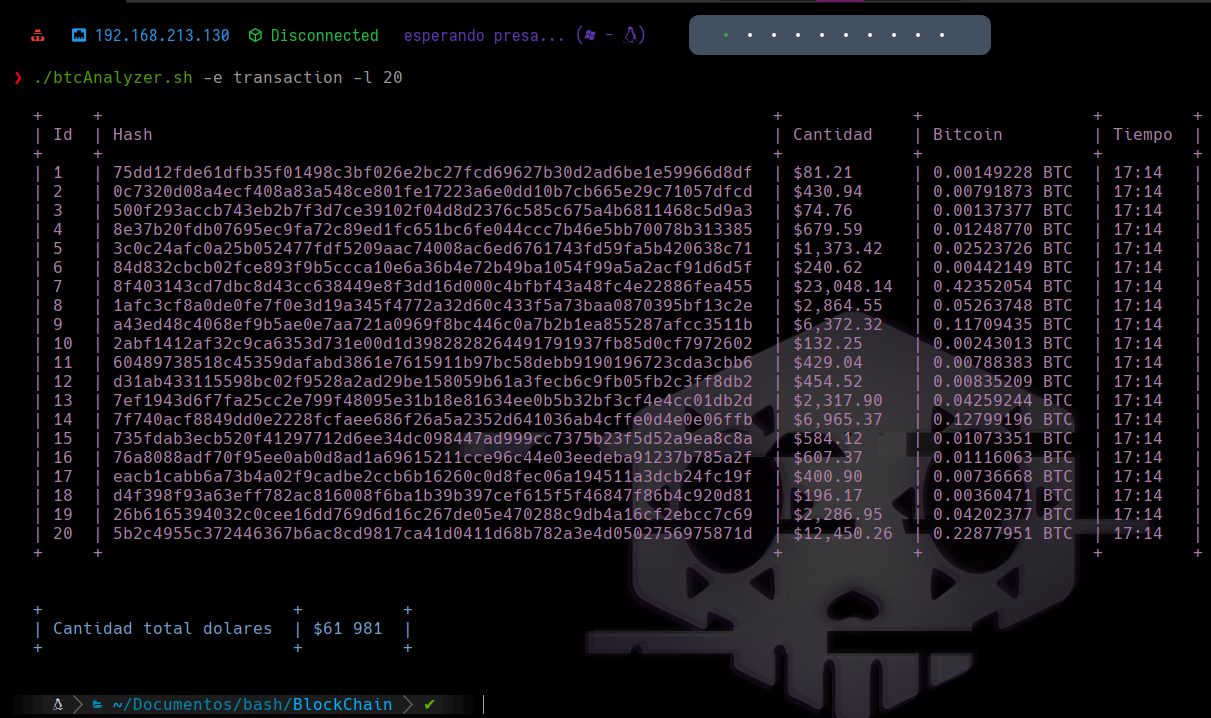 192.168.213.130 Disconnected esperando presa... ( - )
❯ ./btcAnalyzer.sh -e transaction -l 20
+ + + + + +
| Id | Hash | Cantidad | Bitcoin | Tiempo |
+ + + + + +
| 1 | 75dd12fde61dfb35f01498c3bf026e2bc27fcd69627b30d2ad6be1e59966d8df | $81.21 | 0.00149228 BTC | 17:14 |
| 2 | 0c7320d08a4ecf408a83a548ce801fe17223a6e0dd10b7cb665e29c71057dfcd | $430.94 | 0.00791873 BTC | 17:14 |
| 3 | 500f293accb743eb2b7f3d7ce39102f04d8d2376c585c675a4b6811468c5d9a3 | $74.76 | 0.00137377 BTC | 17:14 |
| 4 | 8e37b20fdb07695ec9fa72c89ed1fc651bc6fe044ccc7b46e5bb70078b313385 | $679.59 | 0.01248770 BTC | 17:14 |
| 5 | 3c0c24afc0a25b052477fdf5209aac74008ac6ed6761743fd59fa5b420638c71 | $1,373.42 | 0.02523726 BTC | 17:14 |
| 6 | 84d832cbcb02fce893f9b5ccca10e6a36b4e72b49ba1054f99a5a2acf91d6d5f | $240.62 | 0.00442149 BTC | 17:14 |
| 7 | 8f403143cd7dbc8d43cc638449e8f3dd16d000c4bfbf43a48fc4e22886fea455 | $23,048.14 | 0.42352054 BTC | 17:14 |
| 8 | 1afc3cf8a0de0fe7f0e3d19a345f4772a32d60c433f5a73baa0870395bf13c2e | $2,864.55 | 0.05263748 BTC | 17:14 |
| 9 | a43ed48c4068ef9b5ae0e7aa721a0969f8bc446c0a7b2b1ea855287afcc3511b | $6,372.32 | 0.11709435 BTC | 17:14 |
| 10 | 2abf1412af32c9ca6353d731e00d1d3982828264491791937fb85d0cf7972602 | $132.25 | 0.00243013 BTC | 17:14 |
| 11 | 60489738518c45359dafabd3861e7615911b97bc58debb9190196723cda3cbb6 | $429.04 | 0.00788383 BTC | 17:14 |
| 12 | d31ab433115598bc02f9528a2ad29be158059b61a3fecb6c9fb05fb2c3ff8db2 | $454.52 | 0.00835209 BTC | 17:14 |
| 13 | 7ef1943d6f7fa25cc2e799f48095e31b18e81634ee0b5b32bf3cf4e4cc01db2d | $2,317.90 | 0.04259244 BTC | 17:14 |
| 14 | 7f740acf8849dd0e2228fcfaee686f26a5a2352d641036ab4cffe0d4e0e06ffb | $6,965.37 | 0.12799196 BTC | 17:14 |
| 15 | 735fdab3ecb520f41297712d6ee34dc098447ad999cc7375b23f5d52a9ea8c8a | $584.12 | 0.01073351 BTC | 17:14 |
| 16 | 76a8088adf70f95ee0ab0d8ad1a69615211cce96c44e03eedeba91237b785a2f | $607.37 | 0.01116063 BTC | 17:14 |
| 17 | eacb1cabb6a73b4a02f9cadbe2ccb6b16260c0d8fec06a194511a3dcb24fc19f | $400.90 | 0.00736668 BTC | 17:14 |
| 18 | d4f398f93a63eff782ac816008f6ba1b39b397cef615f5f46847f86b4c920d81 | $196.17 | 0.00360471 BTC | 17:14 |
| 19 | 26b6165394032c0cee16dd769d6d16c267de05e470288c9db4a16cf2ebcc7c69 | $2,286.95 | 0.04202377 BTC | 17:14 |
| 20 | 5b2c4955c372446367b6ac8cd9817ca41d0411d68b782a3e4d0502756975871d | $12,450.26 | 0.22877951 BTC | 17:14 |
+ + + + + +
+ + +
| Cantidad total dolares | $61 981 |
+ + +
~/Documentos/bash/BlockChain ✔